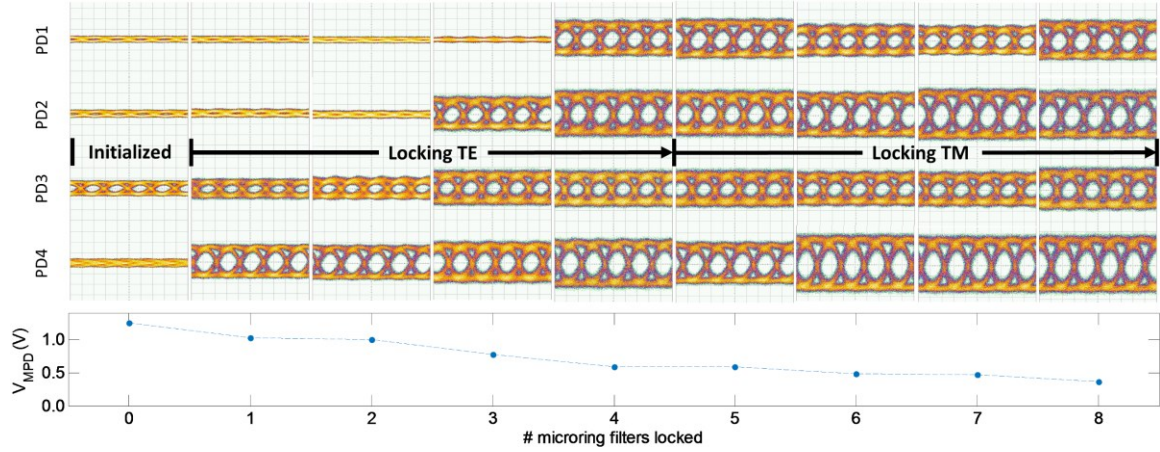 PD1
PD2
Initialized
Locking TE
Locking TM
PD3
PD4
V_MPD (V)
1.0
0.5
0.0
0 1 2 3 4 5 6 7 8
# microring filters locked